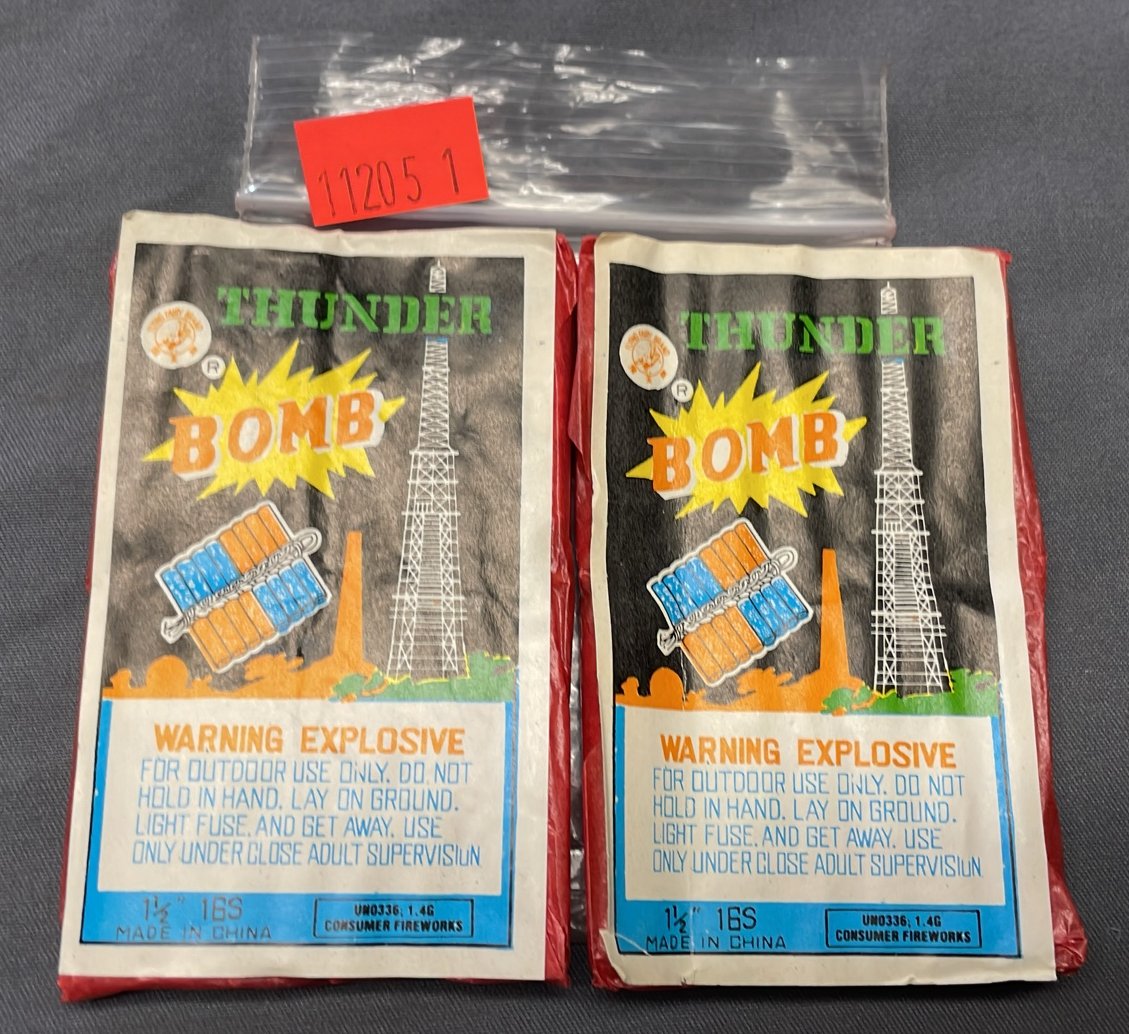 11205 1
THUNDER
®
BOMB
WARNING EXPLOSIVE
FOR OUTDOOR USE ONLY. DO NOT
HOLD IN HAND. LAY ON GROUND.
LIGHT FUSE. AND GET AWAY. USE
ONLY UNDER CLOSE ADULT SUPERVISION
1½" 16S
MADE IN CHINA
UN0336, 1.4G
CONSUMER FIREWORKS
THUNDER
®
BOMB
WARNING EXPLOSIVE
FOR OUTDOOR USE ONLY. DO NOT
HOLD IN HAND. LAY ON GROUND.
LIGHT FUSE. AND GET AWAY. USE
ONLY UNDER CLOSE ADULT SUPERVISION
1½" 16S
MADE IN CHINA
UN0336, 1.4G
CONSUMER FIREWORKS